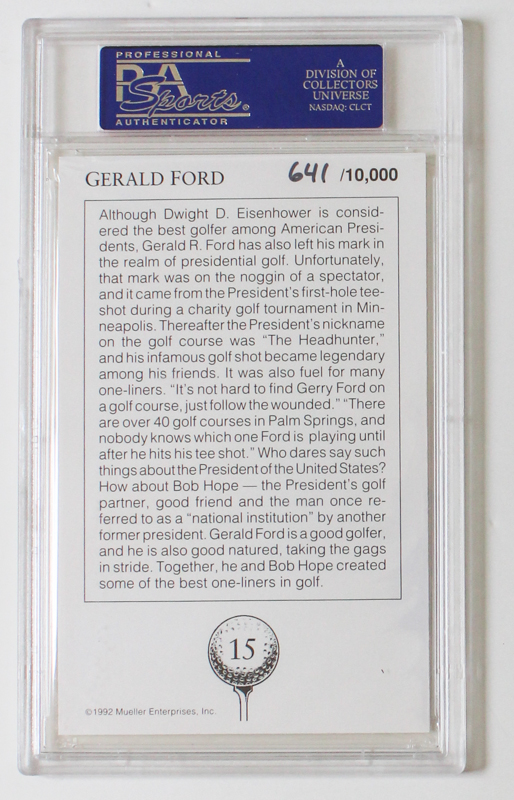 PROFESSIONAL
PSA
Sports
AUTHENTICATOR
A
DIVISION OF
COLLECTORS
UNIVERSE
NASDAQ: CLCT
GERALD FORD 641 /10,000
Although Dwight D. Eisenhower is consid-
ered the best golfer among American Presi-
dents, Gerald R. Ford has also left his mark in
the realm of presidential golf. Unfortunately,
that mark was on the noggin of a spectator,
and it came from the President's first-hole tee-
shot during a charity golf tournament in Min-
neapolis. Thereafter the President's nickname
on the golf course was "The Headhunter,"
and his infamous golf shot became legendary
among his friends. It was also fuel for many
one-liners. "It's not hard to find Gerry Ford on
a golf course, just follow the wounded." "There
are over 40 golf courses in Palm Springs, and
nobody knows which one Ford is playing until
after he hits his tee shot." Who dares say such
things about the President of the United States?
How about Bob Hope — the President's golf
partner, good friend and the man once re-
ferred to as a "national institution" by another
former president. Gerald Ford is a good golfer,
and he is also good natured, taking the gags
in stride. Together, he and Bob Hope created
some of the best one-liners in golf.
15
©1992 Mueller Enterprises, Inc.